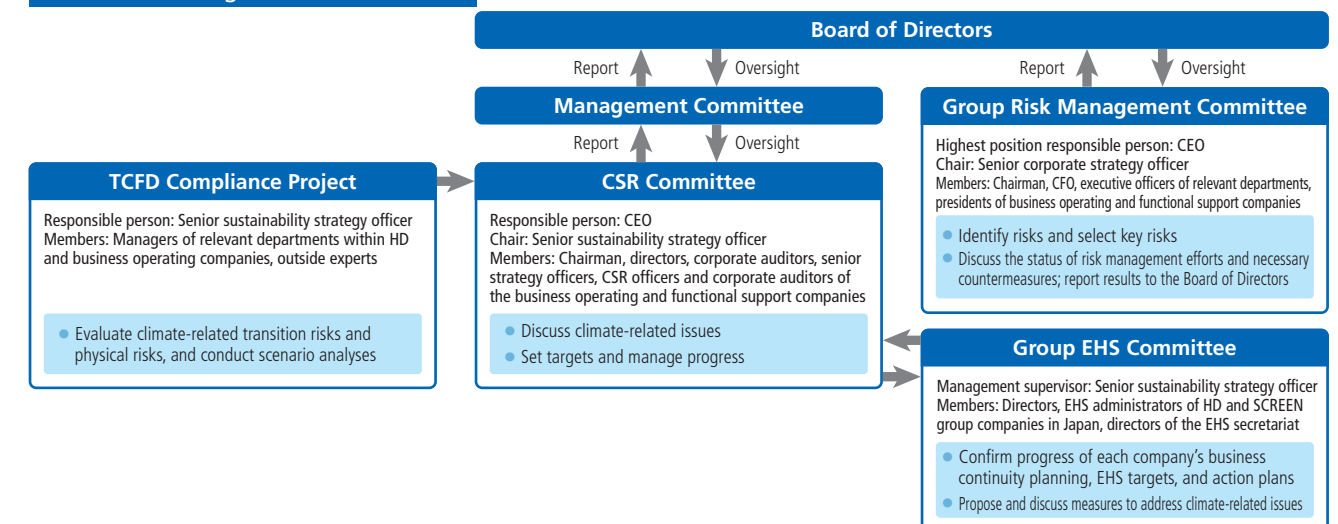 Board of Directors
Report
Oversight
Report
Oversight
Management Committee
Report
Oversight
Group Risk Management Committee
Highest position responsible person: CEO
Chair: Senior corporate strategy officer
Members: Chairman, CFO, executive officers of relevant departments,
presidents of business operating and functional support companies
• Identify risks and select key risks
• Discuss the status of risk management efforts and necessary
countermeasures; report results to the Board of Directors
TCFD Compliance Project
Responsible person: Senior sustainability strategy officer
Members: Managers of relevant departments within HD
and business operating companies, outside experts
• Evaluate climate-related transition risks and
physical risks, and conduct scenario analyses
CSR Committee
Responsible person: CEO
Chair: Senior sustainability strategy officer
Members: Chairman, directors, corporate auditors, senior
strategy officers, CSR officers and corporate auditors of
the business operating and functional support companies
• Discuss climate-related issues
• Set targets and manage progress
Group EHS Committee
Management supervisor: Senior sustainability strategy officer
Members: Directors, EHS administrators of HD and SCREEN
group companies in Japan, directors of the EHS secretariat
• Confirm progress of each company's business
continuity planning, EHS targets, and action plans
• Propose and discuss measures to address climate-related issues